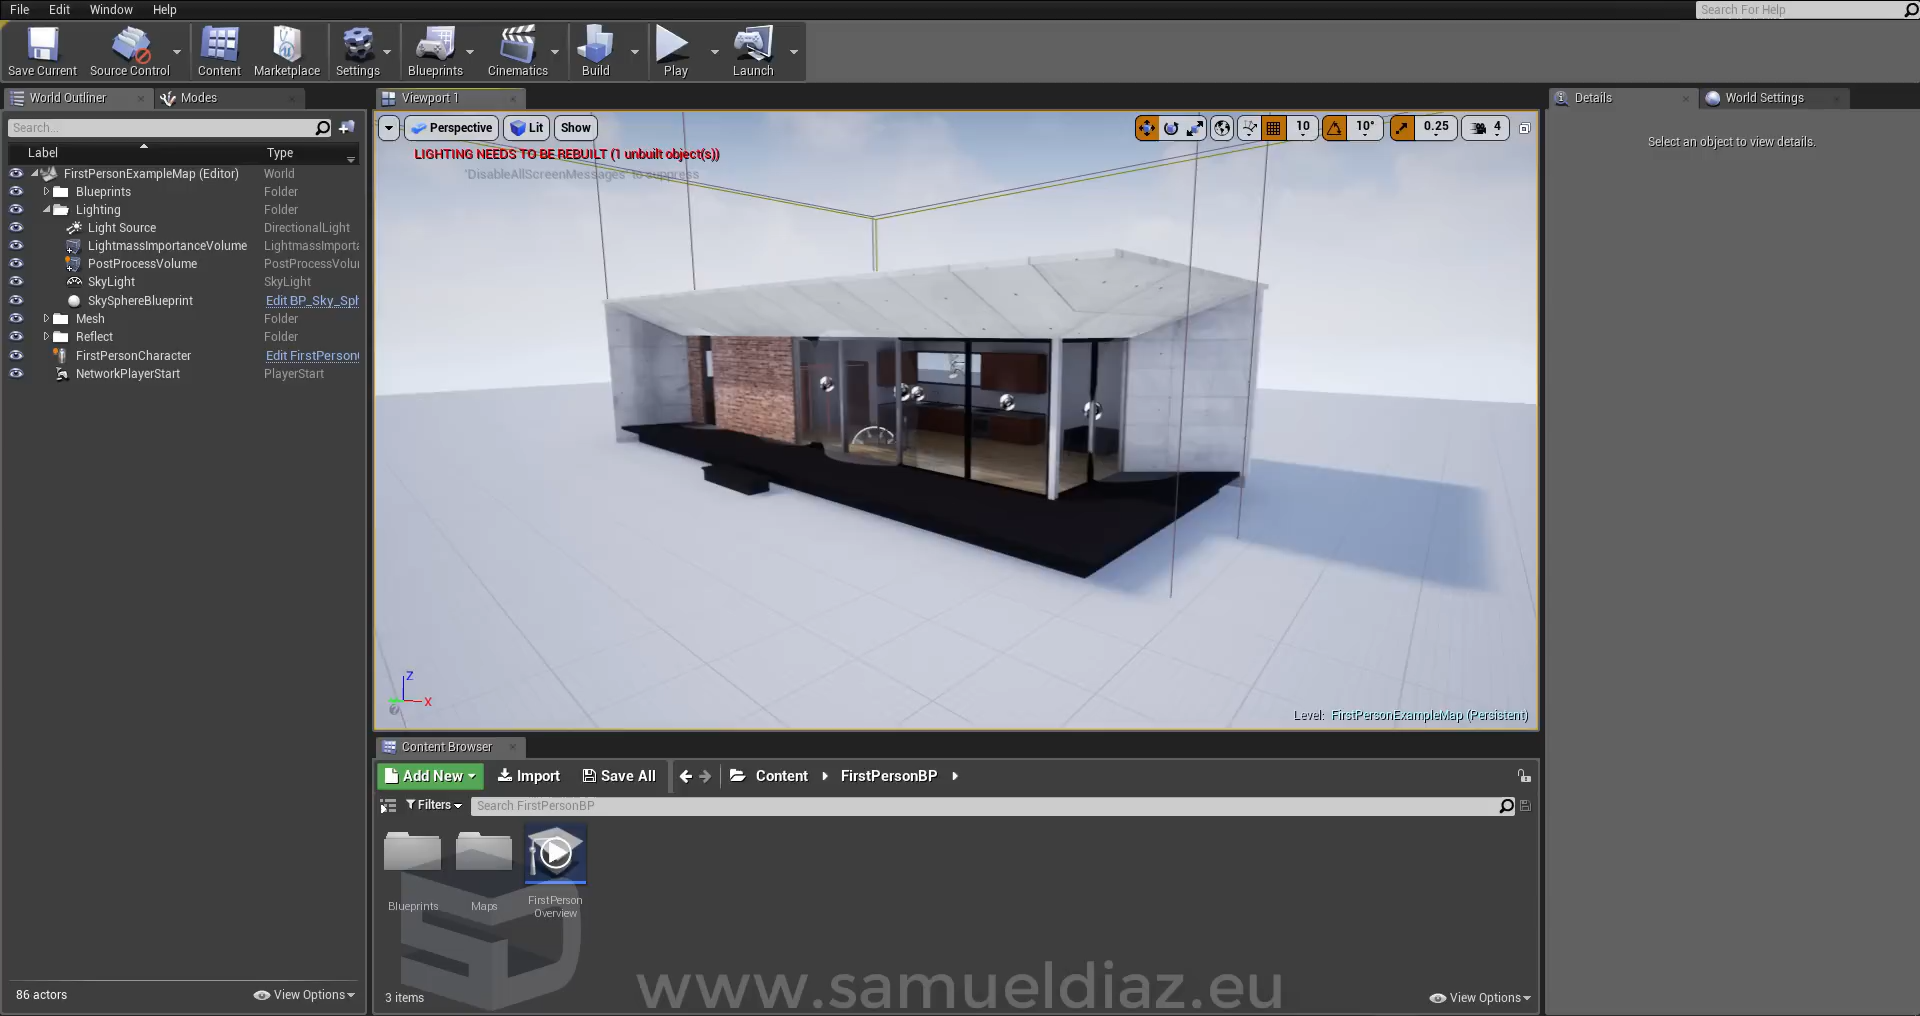 File Edit Window Help
Search For Help
Save Current Source Control Content Marketplace Settings Blueprints Cinematics Build Play Launch
World Outliner Modes
Viewport 1
Details World Settings
Search...
Perspective Lit Show
10 10° 0.25 4
Select an object to view details.
Label Type
LIGHTING NEEDS TO BE REBUILT (1 unbuilt object(s))
'DisableAllScreenMessages' to suppress
FirstPersonExampleMap (Editor) World
Blueprints Folder
Lighting Folder
Light Source DirectionalLight
LightmassImportanceVolume LightmassImporta
PostProcessVolume PostProcessVolu
SkyLight SkyLight
SkySphereBlueprint Edit BP_Sky_Sph
Mesh Folder
Reflect Folder
FirstPersonCharacter Edit FirstPerson
NetworkPlayerStart PlayerStart
Z
X
Level: FirstPersonExampleMap (Persistent)
Content Browser
Add New Import Save All Content FirstPersonBP
Filters Search FirstPersonBP
Blueprints Maps FirstPerson
Overview
86 actors View Options
3 items View Options
www.samueldiaz.eu